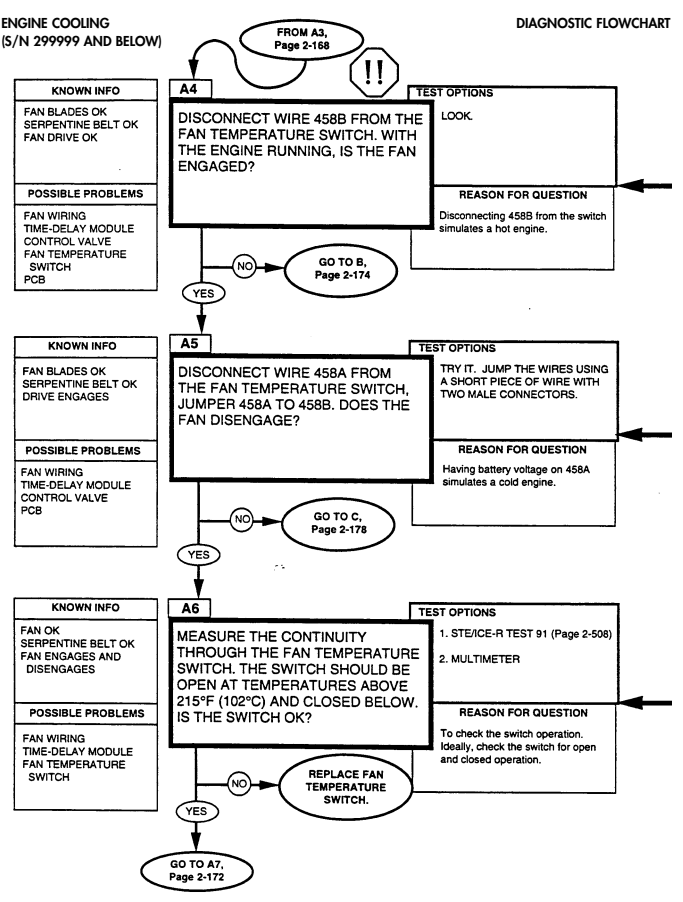 ENGINE COOLING
(S/N 299999 AND BELOW)
DIAGNOSTIC FLOWCHART
FROM A3,
Page 2-168
!!
KNOWN INFO
FAN BLADES OK
SERPENTINE BELT OK
FAN DRIVE OK
POSSIBLE PROBLEMS
FAN WIRING
TIME-DELAY MODULE
CONTROL VALVE
FAN TEMPERATURE
SWITCH
PCB
A4
DISCONNECT WIRE 458B FROM THE
FAN TEMPERATURE SWITCH. WITH
THE ENGINE RUNNING, IS THE FAN
ENGAGED?
TEST OPTIONS
LOOK.
REASON FOR QUESTION
Disconnecting 458B from the switch
simulates a hot engine.
NO
GO TO B,
Page 2-174
YES
KNOWN INFO
FAN BLADES OK
SERPENTINE BELT OK
DRIVE ENGAGES
POSSIBLE PROBLEMS
FAN WIRING
TIME-DELAY MODULE
CONTROL VALVE
PCB
A5
DISCONNECT WIRE 458A FROM
THE FAN TEMPERATURE SWITCH,
JUMPER 458A TO 458B. DOES THE
FAN DISENGAGE?
TEST OPTIONS
TRY IT. JUMP THE WIRES USING
A SHORT PIECE OF WIRE WITH
TWO MALE CONNECTORS.
REASON FOR QUESTION
Having battery voltage on 458A
simulates a cold engine.
NO
GO TO C,
Page 2-178
YES
KNOWN INFO
FAN OK
SERPENTINE BELT OK
FAN ENGAGES AND
DISENGAGES
POSSIBLE PROBLEMS
FAN WIRING
TIME-DELAY MODULE
FAN TEMPERATURE
SWITCH
A6
MEASURE THE CONTINUITY
THROUGH THE FAN TEMPERATURE
SWITCH. THE SWITCH SHOULD BE
OPEN AT TEMPERATURES ABOVE
215°F (102°C) AND CLOSED BELOW.
IS THE SWITCH OK?
TEST OPTIONS
1. STE/ICE-R TEST 91 (Page 2-508)
2. MULTIMETER
REASON FOR QUESTION
To check the switch operation.
Ideally, check the switch for open
and closed operation.
NO
REPLACE FAN
TEMPERATURE
SWITCH.
YES
GO TO A7,
Page 2-172